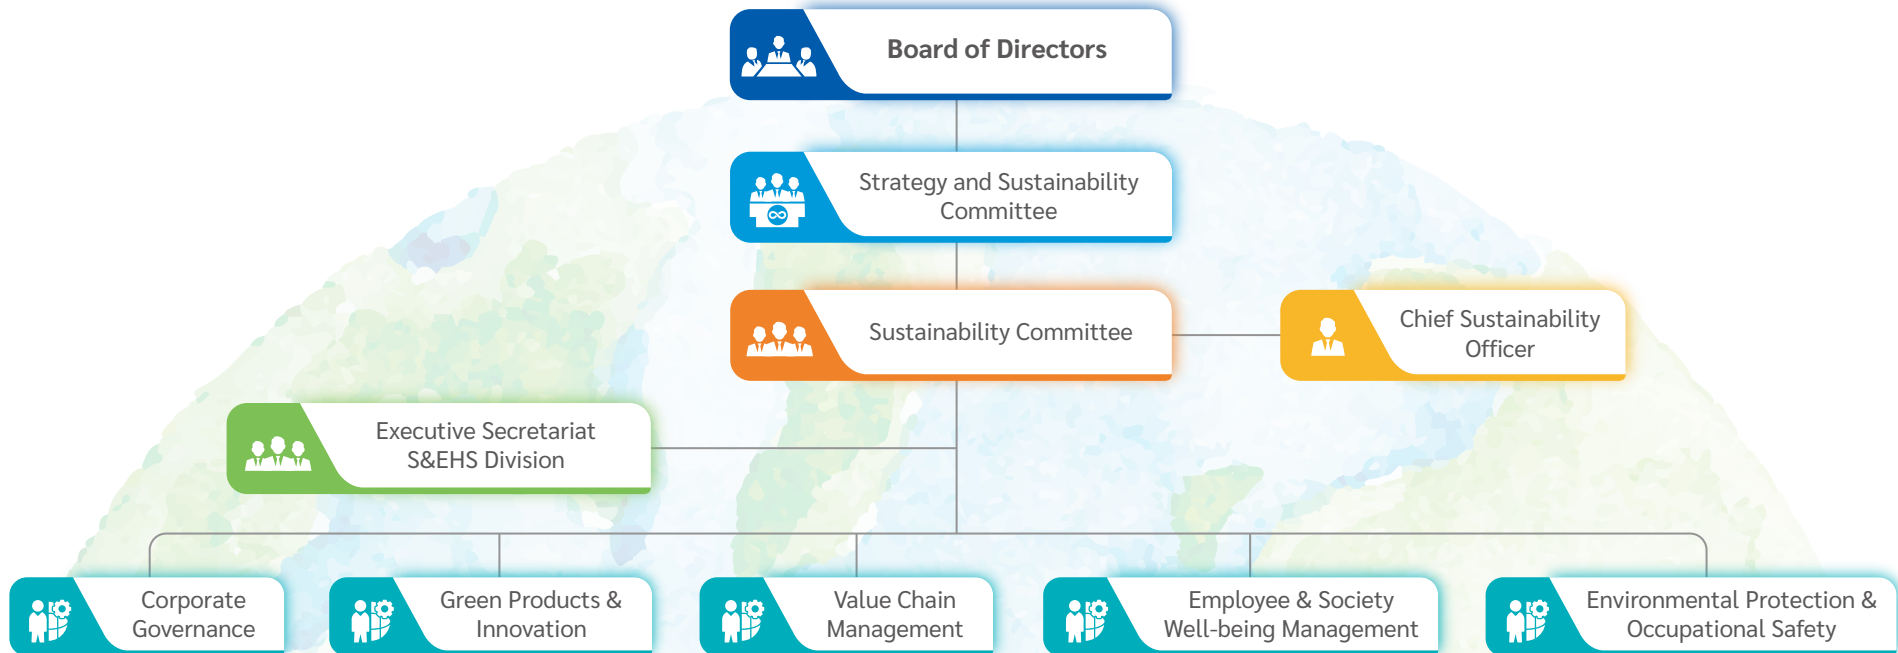 Board of Directors
Strategy and Sustainability
Committee
Sustainability Committee
Chief Sustainability
Officer
Executive Secretariat
S&EHS Division
Corporate
Governance
Green Products &
Innovation
Value Chain
Management
Employee & Society
Well-being Management
Environmental Protection &
Occupational Safety